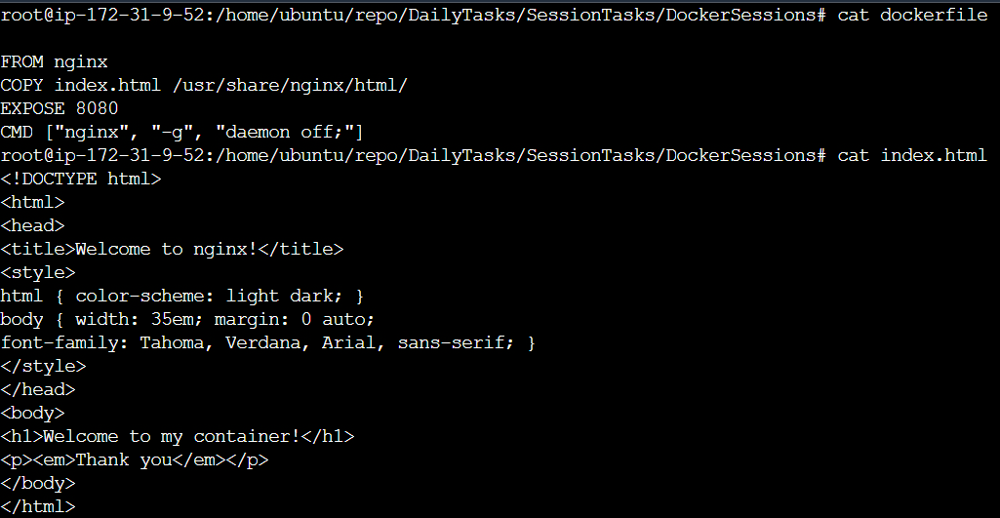 root@ip-172-31-9-52:/home/ubuntu/repo/DailyTasks/SessionTasks/DockerSessions# cat dockerfile
FROM nginx
COPY index.html /usr/share/nginx/html/
EXPOSE 8080
CMD ["nginx", "-g", "daemon off;"]
root@ip-172-31-9-52:/home/ubuntu/repo/DailyTasks/SessionTasks/DockerSessions# cat index.html
<!DOCTYPE html>
<html>
<head>
<title>Welcome to nginx!</title>
<style>
html { color-scheme: light dark; }
body { width: 35em; margin: 0 auto;
font-family: Tahoma, Verdana, Arial, sans-serif; }
</style>
</head>
<body>
<h1>Welcome to my container!</h1>
<p><em>Thank you</em></p>
</body>
</html>